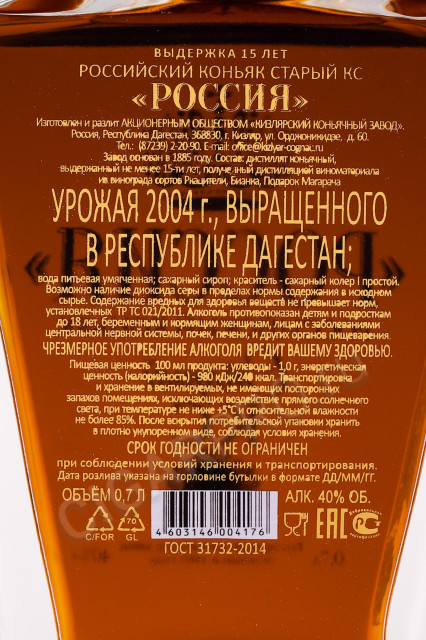 ВЫДЕРЖКА 15 ЛЕТ
РОССИЙСКИЙ КОНЬЯК СТАРЫЙ КС
«РОССИЯ»
Изготовлен и разлит АКЦИОНЕРНЫМ ОБЩЕСТВОМ «КИЗЛЯРСКИЙ КОНЬЯЧНЫЙ ЗАВОД».
Россия, Республика Дагестан, 368830, г. Кизляр, ул. Орджоникидзе, д. 60.
Тел.: (87239) 2-20-90. E-mail: office@kizlyar-cognac.ru
Завод основан в 1885 году. Состав: дистиллят коньячный,
выдержанный не менее 15-ти лет, полученный дистилляцией виноматериала
из винограда сортов Ркацители, Бианка, Подарок Магарача
УРОЖАЯ 2004 г., ВЫРАЩЕННОГО
В РЕСПУБЛИКЕ ДАГЕСТАН;
вода питьевая умягченная; сахарный сироп; краситель - сахарный колер I простой.
Возможно наличие диоксида серы в пределах нормы содержания в исходном
сырье. Содержание вредных для здоровья веществ не превышает норм,
установленных ТР ТС 021/2011. Алкоголь противопоказан детям и подросткам
до 18 лет, беременным и кормящим женщинам, лицам с заболеваниями
центральной нервной системы, почек, печени, и других органов пищеварения.
ЧРЕЗМЕРНОЕ УПОТРЕБЛЕНИЕ АЛКОГОЛЯ ВРЕДИТ ВАШЕМУ ЗДОРОВЬЮ.
Пищевая ценность 100 мл продукта: углеводы - 1,0 г, энергетическая
ценность (калорийность) - 980 кДж/240 ккал. Транспортировка
и хранение в вентилируемых, не имеющих посторонних
запахов помещениях, исключающих воздействие прямого солнечного
света, при температуре не ниже +5°С и относительной влажности
не более 85%. После вскрытия потребительской упаковки хранить
в плотно укупоренном виде, соблюдая условия хранения.
СРОК ГОДНОСТИ НЕ ОГРАНИЧЕН
при соблюдении условий хранения и транспортирования.
Дата розлива указана на горловине бутылки в формате ДД/ММ/ГГ.
ОБЪЁМ 0,7 Л
АЛК. 40% ОБ.
70
C/FOR
GL
4 603146 004176
EAC
ГОСТ 31732-2014